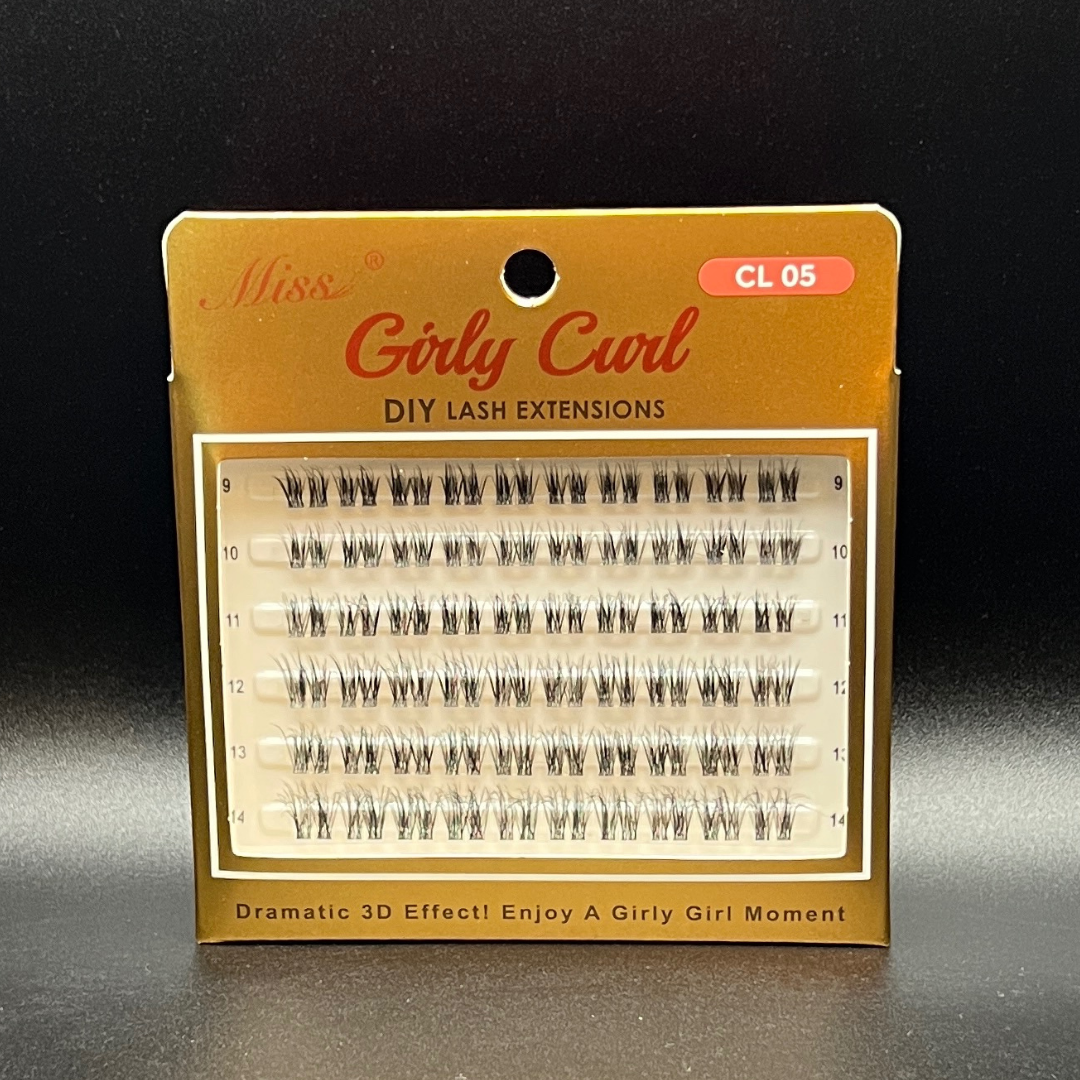 Miss®
CL 05
Girly Curl
DIY LASH EXTENSIONS
9 9
10 10
11 11
12 12
13 13
14 14
Dramatic 3D Effect! Enjoy A Girly Girl Moment